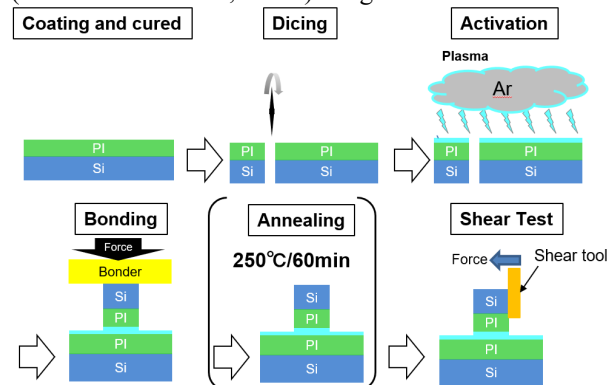 Coating and cured
Dicing
Activation
Plasma
Ar
PI
Si
PI
Si
PI
Si
PI
Si
PI
Si
Bonding
Annealing
Shear Test
Force
Bonder
250℃/60min
Force
Shear tool
Si
PI
PI
Si
Si
PI
PI
Si
Si
PI
PI
Si